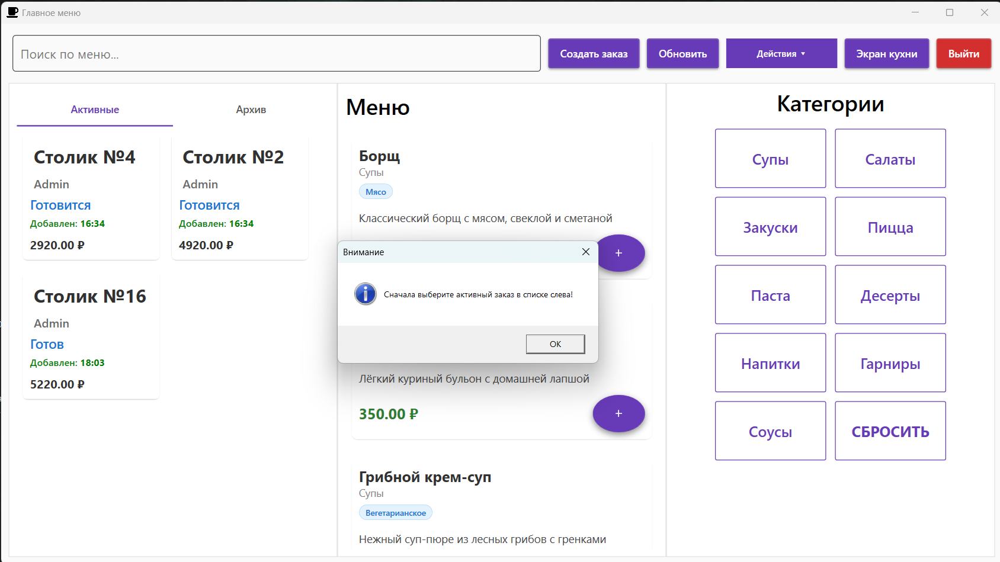 Главное меню
Поиск по меню...
Создать заказ
Обновить
Действия
Экран кухни
Выйти
Активные
Архив
Столик №4
Admin
Готовится
Добавлен: 16:34
2920.00 ₽
Столик №2
Admin
Готовится
Добавлен: 16:34
4920.00 ₽
Столик №16
Admin
Готов
Добавлен: 18:03
5220.00 ₽
Меню
Борщ
Супы
Мясо
Классический борщ с мясом, свеклой и сметаной
+
Внимание
Сначала выберите активный заказ в списке слева!
OK
Лёгкий куриный бульон с домашней лапшой
350.00 ₽
+
Грибной крем-суп
Супы
Вегетарианское
Нежный суп-пюре из лесных грибов с гренками
Категории
Супы
Салаты
Закуски
Пицца
Паста
Десерты
Напитки
Гарниры
Соусы
СБРОСИТЬ